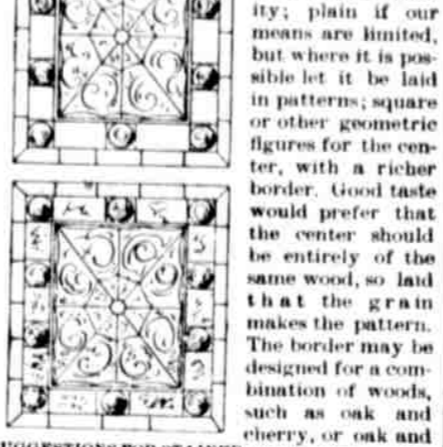 ity; plain if our
means are limited,
but where it is pos-
sible let it be laid
in patterns; square
or other geometric
figures for the cen-
ter, with a richer
border. Good taste
would prefer that
the center should
be entirely of the
same wood, so laid
that the grain
makes the pattern.
The border may be
designed for a com-
bination of woods,
such as oak and
cherry, or oak and